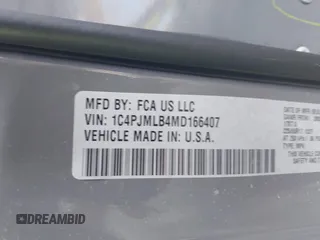 MFD BY: FCA US LLC
VIN: 1C4PJMLB4MD166407
VEHICLE MADE IN: U.S.A.
DREAMBID